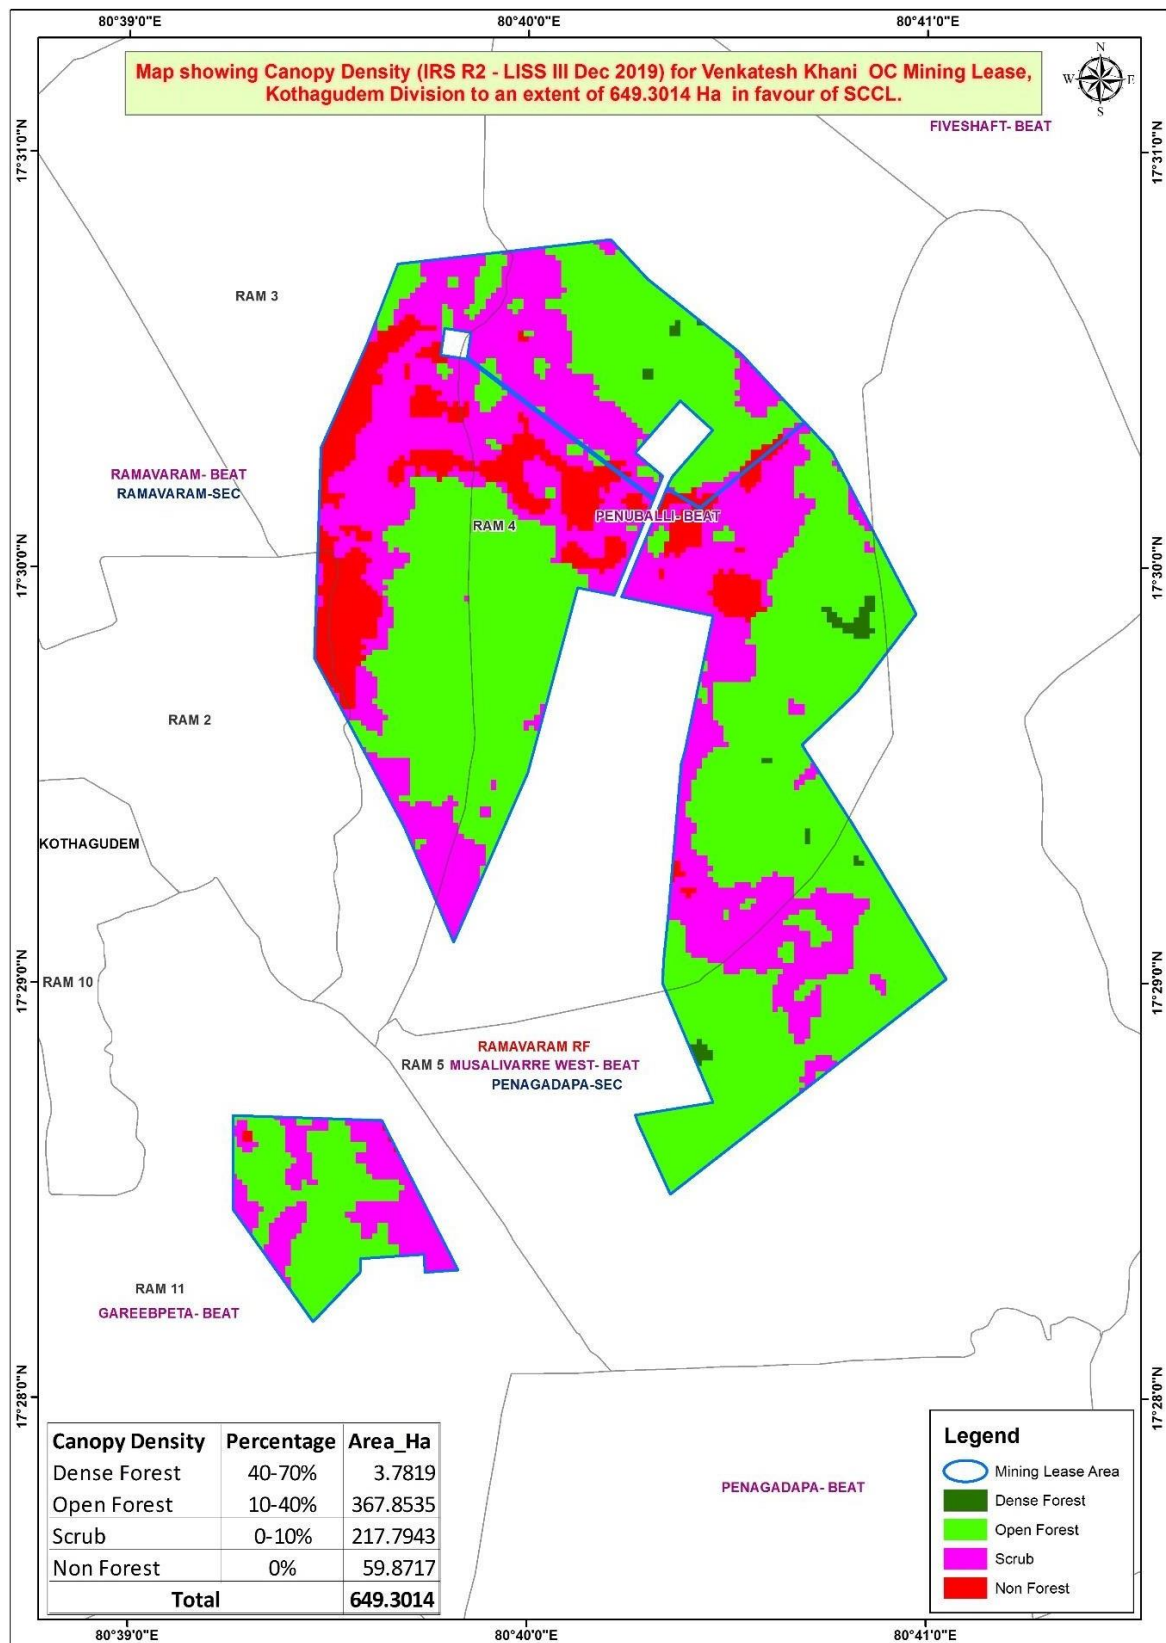 80°39'0"E 80°40'0"E 80°41'0"E
Map showing Canopy Density (IRS R2 - LISS III Dec 2019) for Venkatesh Khani OC Mining Lease,
Kothagudem Division to an extent of 649.3014 Ha in favour of SCCL.
N
W E
S
FIVESHAFT- BEAT
17°31'0"N 17°31'0"N
RAM 3
RAMAVARAM- BEAT
RAMAVARAM-SEC
RAM 4
PENUBALLI- BEAT
17°30'0"N 17°30'0"N
RAM 2
KOTHAGUDEM
RAM 10
17°29'0"N 17°29'0"N
RAMAVARAM RF
RAM 5 MUSALIVARRE WEST- BEAT
PENAGADAPA-SEC
RAM 11
GAREEBPETA- BEAT
17°28'0"N 17°28'0"N
PENAGADAPA- BEAT
Canopy Density Percentage Area_Ha
Dense Forest 40-70% 3.7819
Open Forest 10-40% 367.8535
Scrub 0-10% 217.7943
Non Forest 0% 59.8717
Total 649.3014
Legend
Mining Lease Area
Dense Forest
Open Forest
Scrub
Non Forest
80°39'0"E 80°40'0"E 80°41'0"E